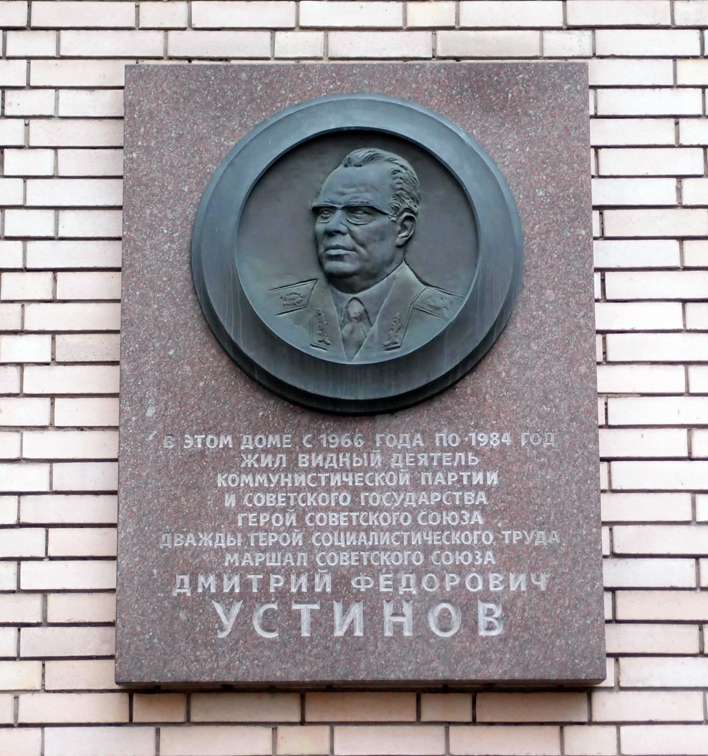 В ЭТОМ ДОМЕ С 1966 ГОДА ПО 1984 ГОД
ЖИЛ ВИДНЫЙ ДЕЯТЕЛЬ
КОММУНИСТИЧЕСКОЙ ПАРТИИ
И СОВЕТСКОГО ГОСУДАРСТВА
ГЕРОЙ СОВЕТСКОГО СОЮЗА
ДВАЖДЫ ГЕРОЙ СОЦИАЛИСТИЧЕСКОГО ТРУДА
МАРШАЛ СОВЕТСКОГО СОЮЗА
ДМИТРИЙ ФЕДОРОВИЧ
УСТИНОВ